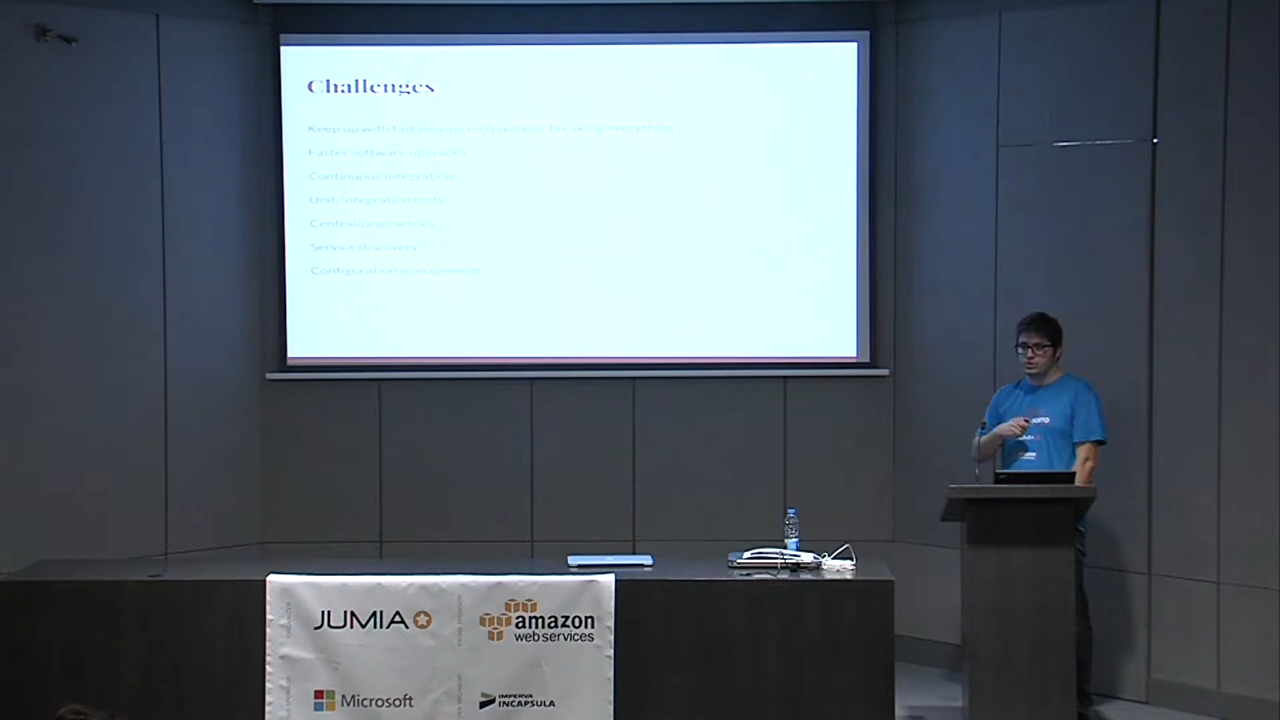 Challenges
Keep up with fast moving tech without breaking everything
Faster software upgrades
Continuous Integration
Unit/integration tests
Centralizing metrics
Service discovery
Configuration management
JUMIA
amazon
web services
Microsoft
IMPERVA
INCAPSULA